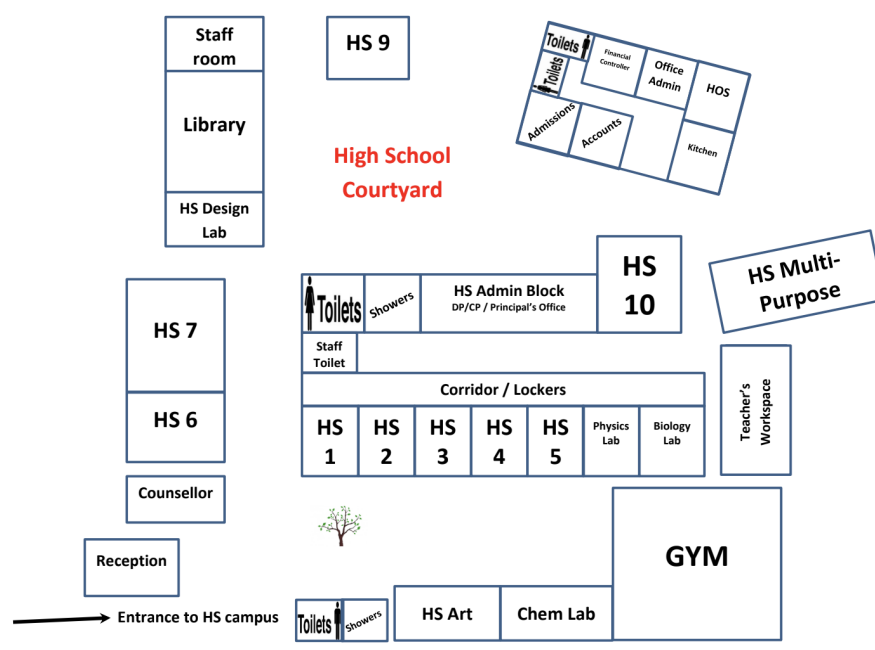 Staff
room
HS 9
Toilets
Financial
Controller
Office
Admin
HOS
Toilets
Library
Admissions
Accounts
Kitchen
High School
Courtyard
HS Design
Lab
HS
10
HS Multi-
Purpose
HS 7
Toilets
Showers
HS Admin Block
DP/CP / Principal's Office
Staff
Toilet
Corridor / Lockers
Teacher's
Workspace
HS 6
HS
1
HS
2
HS
3
HS
4
HS
5
Physics
Lab
Biology
Lab
Counsellor
Reception
GYM
Entrance to HS campus
Toilets
Showers
HS Art
Chem Lab